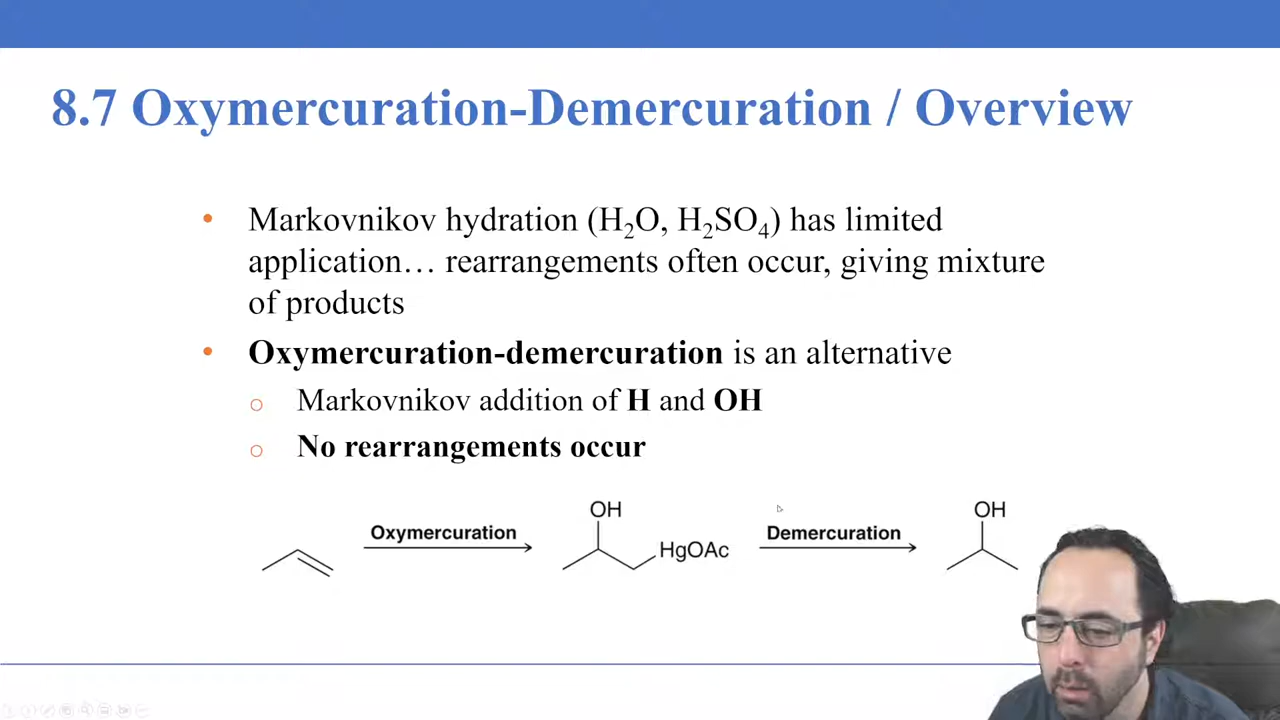 8.7 Oxymercuration-Demercuration / Overview
• Markovnikov hydration (H₂O, H₂SO₄) has limited
application… rearrangements often occur, giving mixture
of products
• Oxymercuration-demercuration is an alternative
○ Markovnikov addition of H and OH
○ No rearrangements occur
Oxymercuration
OH
HgOAc
Demercuration
OH